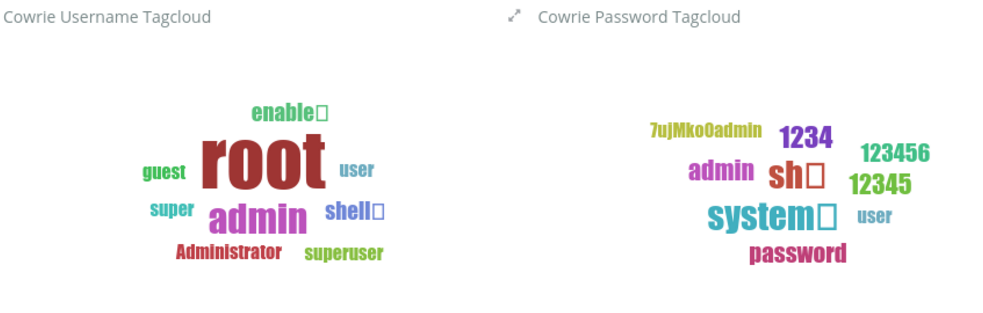 Cowrie Username Tagcloud
enable□
root
guest
user
super
admin
shell□
Administrator
superuser
Cowrie Password Tagcloud
7ujMko0admin
1234
123456
admin
sh□
12345
system□
user
password